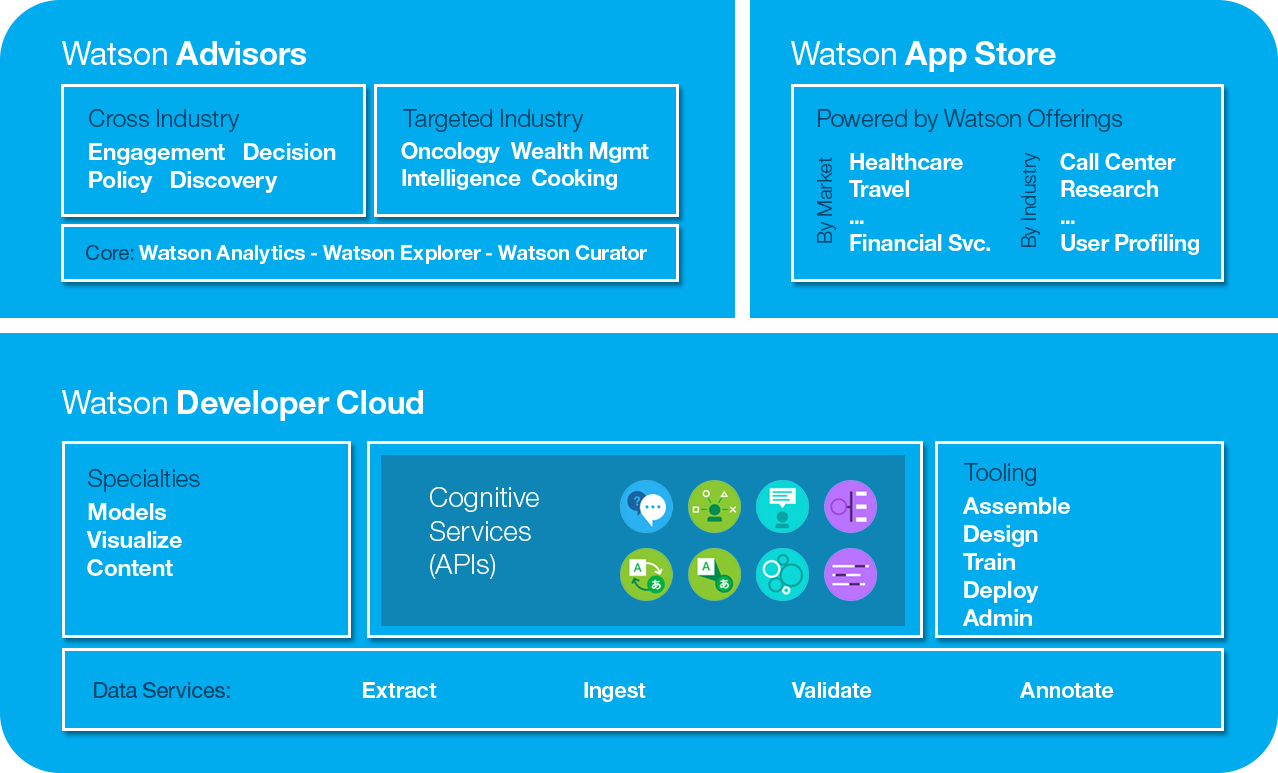 Watson Advisors
Cross Industry
Engagement Decision
Policy Discovery
Targeted Industry
Oncology Wealth Mgmt
Intelligence Cooking
Core: Watson Analytics - Watson Explorer - Watson Curator
Watson App Store
Powered by Watson Offerings
By Market
Healthcare
Travel
...
Financial Svc.
By Industry
Call Center
Research
...
User Profiling
Watson Developer Cloud
Specialties
Models
Visualize
Content
Cognitive
Services
(APIs)
?
A
あ
A
あ
Tooling
Assemble
Design
Train
Deploy
Admin
Data Services: Extract Ingest Validate Annotate